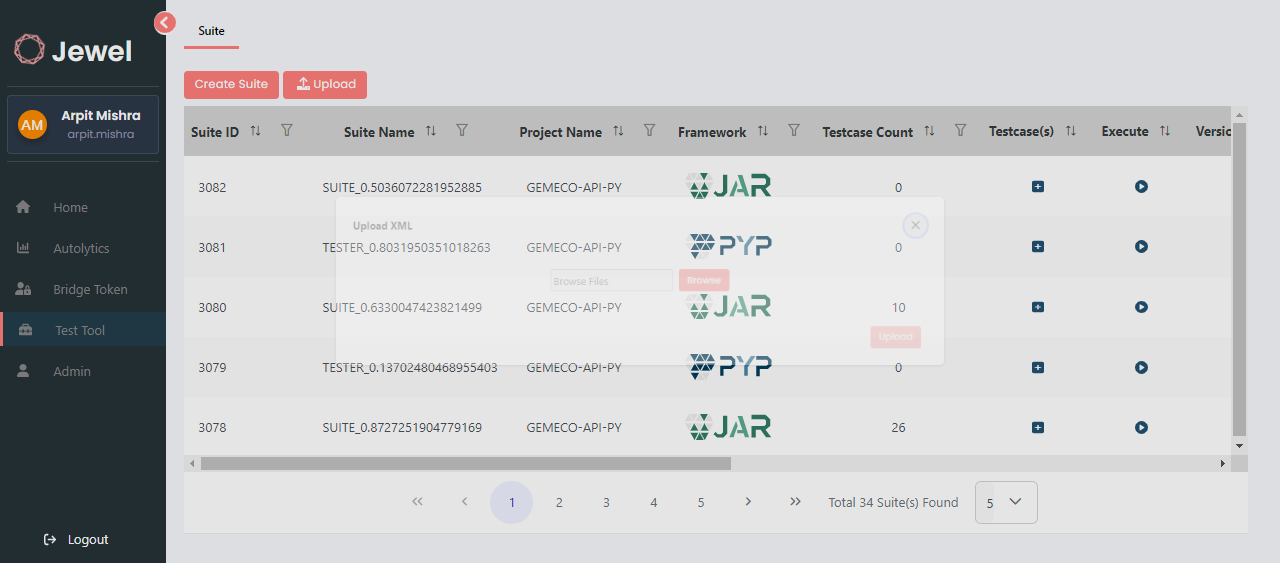 Jewel
AM
Arpit Mishra
arpit.mishra
Home
Autolytics
Bridge Token
Test Tool
Admin
Logout
Suite
Create Suite
Upload
Suite ID Suite Name Project Name Framework Testcase Count Testcase(s) Execute Versio
3082 SUITE_0.5036072281952885 GEMECO-API-PY JAR 0
Upload XML
3081 TESTER_0.8031950351018263 GEMECO-API-PY PYP 0
Browse Files Browse
3080 SUITE_0.6330047423821499 GEMECO-API-PY JAR 10
Upload
3079 TESTER_0.13702480468955403 GEMECO-API-PY PYP 0
3078 SUITE_0.8727251904779169 GEMECO-API-PY JAR 26
1 2 3 4 5 Total 34 Suite(s) Found 5